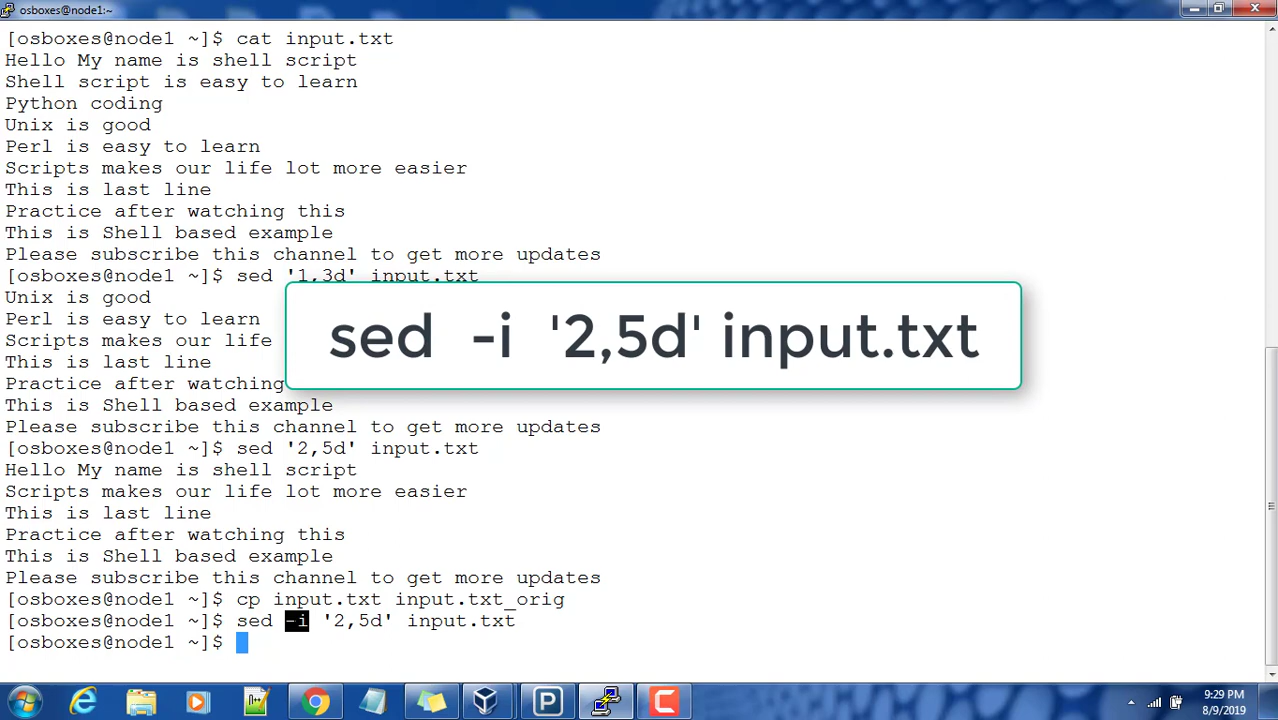 osboxes@node1:~
[osboxes@node1 ~]$ cat input.txt
Hello My name is shell script
Shell script is easy to learn
Python coding
Unix is good
Perl is easy to learn
Scripts makes our life lot more easier
This is last line
Practice after watching this
This is Shell based example
Please subscribe this channel to get more updates
[osboxes@node1 ~]$ sed '1,3d' input.txt
Unix is good
Perl is easy to learn
Scripts makes our
This is last line
Practice after watching
This is Shell based example
Please subscribe this channel to get more updates
sed -i '2,5d' input.txt
[osboxes@node1 ~]$ sed '2,5d' input.txt
Hello My name is shell script
Scripts makes our life lot more easier
This is last line
Practice after watching this
This is Shell based example
Please subscribe this channel to get more updates
[osboxes@node1 ~]$ cp input.txt input.txt_orig
[osboxes@node1 ~]$ sed -i '2,5d' input.txt
[osboxes@node1 ~]$
9:29 PM
8/9/2019